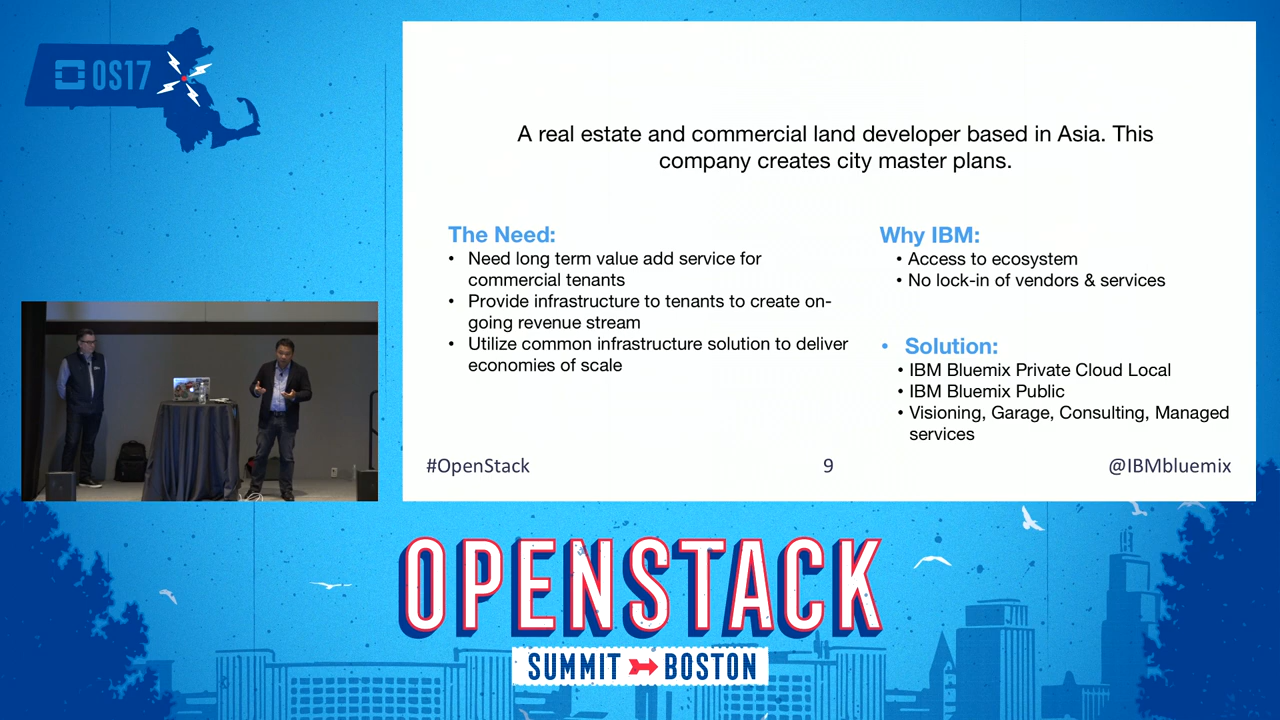 OS17
A real estate and commercial land developer based in Asia. This
company creates city master plans.
The Need:
• Need long term value add service for
commercial tenants
• Provide infrastructure to tenants to create on-
going revenue stream
• Utilize common infrastructure solution to deliver
economies of scale
Why IBM:
• Access to ecosystem
• No lock-in of vendors & services
• Solution:
• IBM Bluemix Private Cloud Local
• IBM Bluemix Public
• Visioning, Garage, Consulting, Managed
services
#OpenStack
9
@IBMbluemix
OPENSTACK
SUMMIT BOSTON